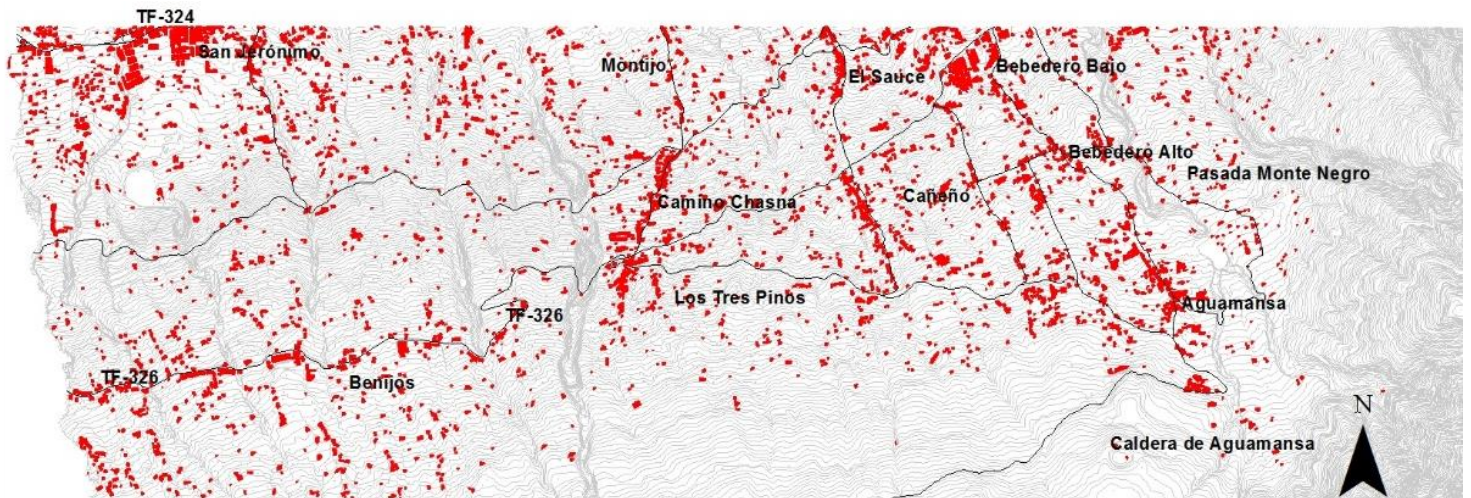 TF-324
San Jerónimo
Montijo
El Sauce
Bebedero Bajo
Bebedero Alto
Pasada Monte Negro
Camino Chasna
Cañeño
Los Tres Pinos
Aguamansa
TF-326
TF-326
Benijos
N
Caldera de Aguamansa